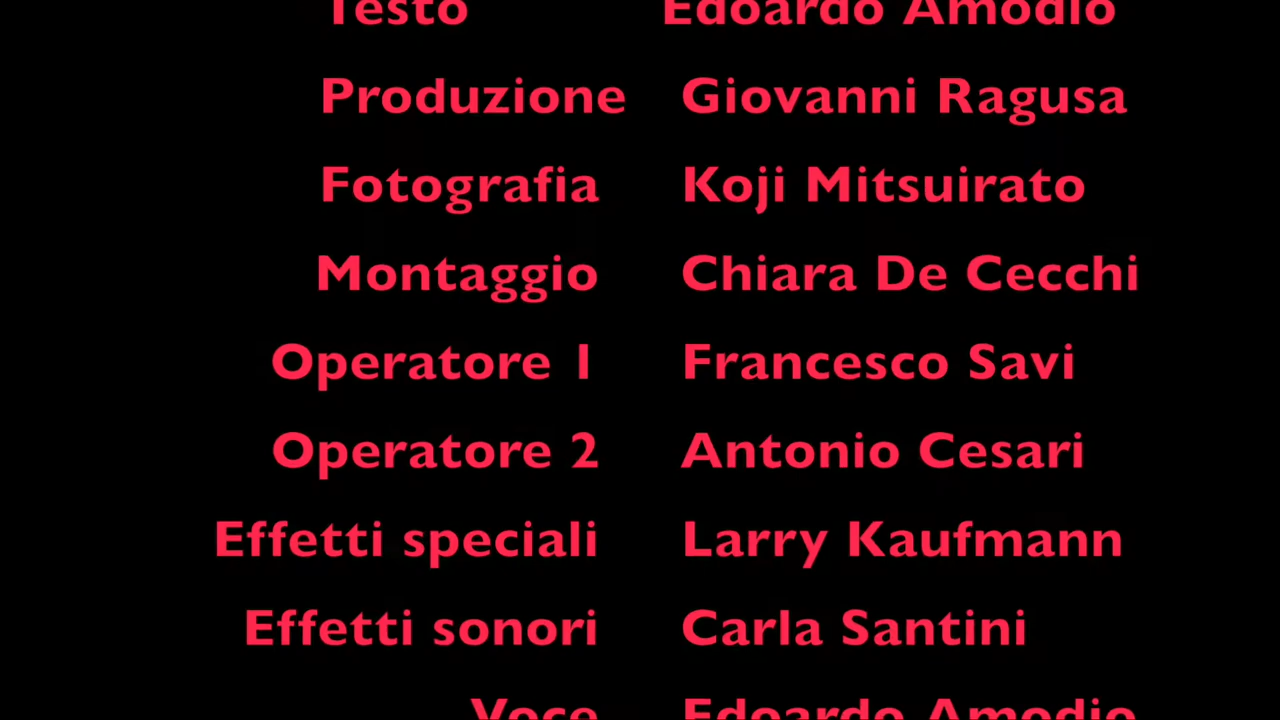 Testo Edoardo Amodio
Produzione Giovanni Ragusa
Fotografia Koji Mitsuirato
Montaggio Chiara De Cecchi
Operatore 1 Francesco Savi
Operatore 2 Antonio Cesari
Effetti speciali Larry Kaufmann
Effetti sonori Carla Santini
Voce Edoardo Amodio